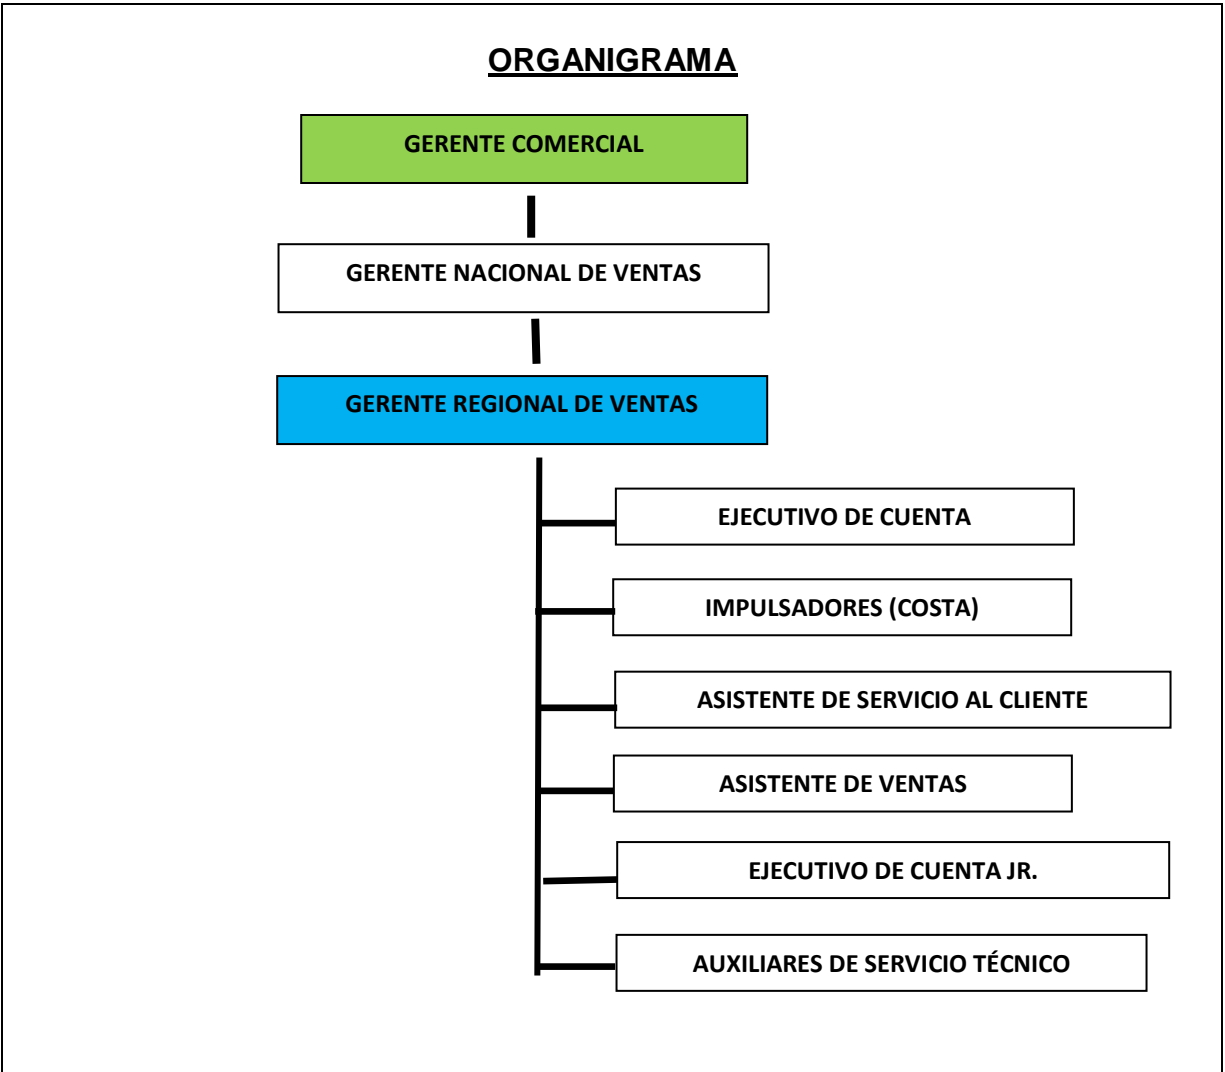 ORGANIGRAMA
GERENTE COMERCIAL
GERENTE NACIONAL DE VENTAS
GERENTE REGIONAL DE VENTAS
EJECUTIVO DE CUENTA
IMPULSADORES (COSTA)
ASISTENTE DE SERVICIO AL CLIENTE
ASISTENTE DE VENTAS
EJECUTIVO DE CUENTA JR.
AUXILIARES DE SERVICIO TÉCNICO